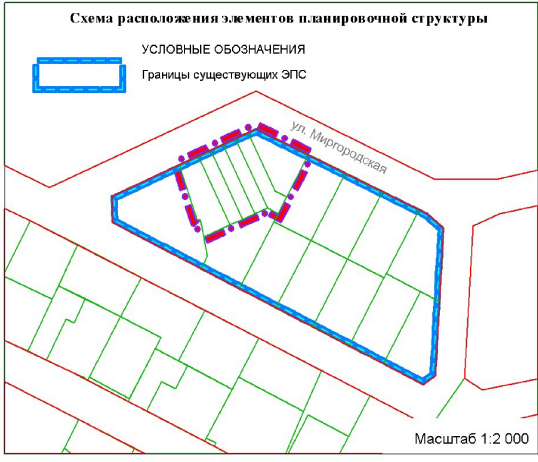 Схема расположения элементов планировочной структуры
УСЛОВНЫЕ ОБОЗНАЧЕНИЯ
Границы существующих ЭПС
ул. Миргородская
Масштаб 1:2 000